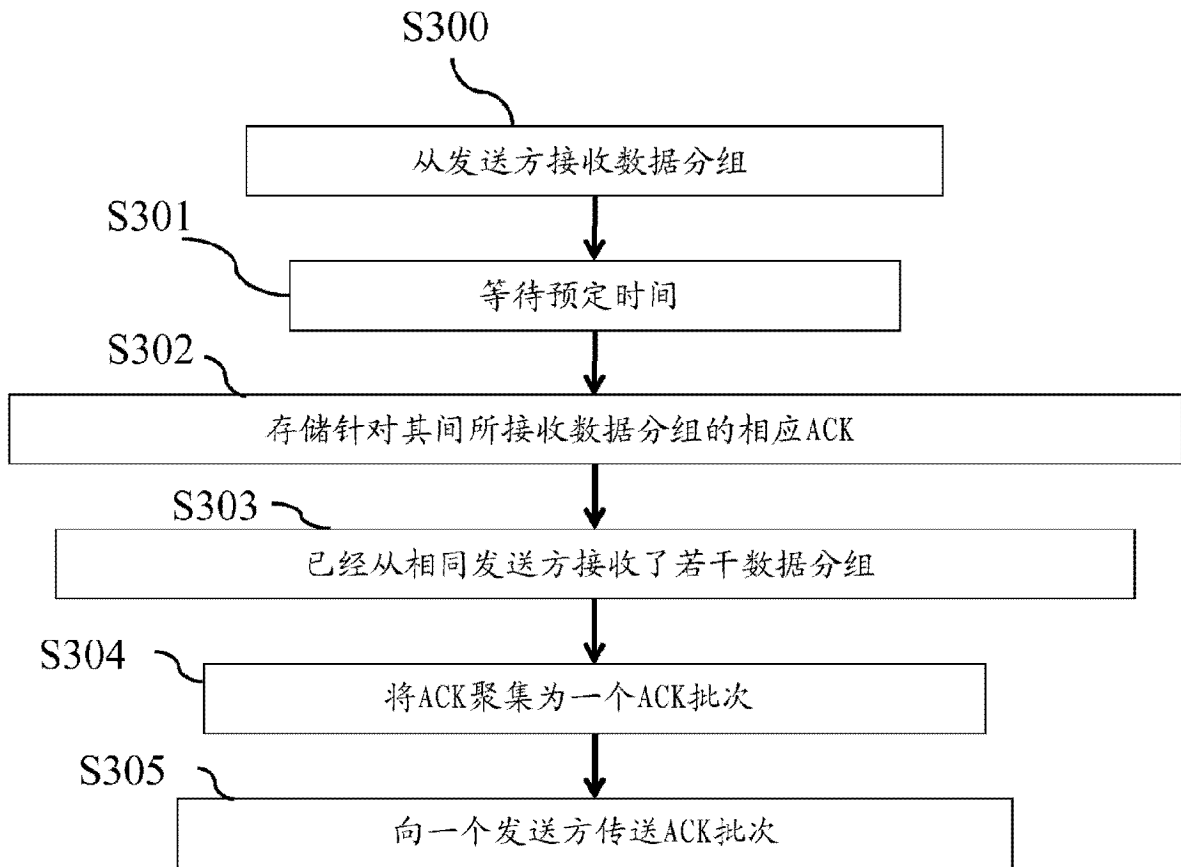 S300
从发送方接收数据分组
S301
等待预定时间
S302
存储针对其间所接收数据分组的相应ACK
S303
已经从相同发送方接收了若干数据分组
S304
将ACK聚集为一个ACK批次
S305
向一个发送方传送ACK批次